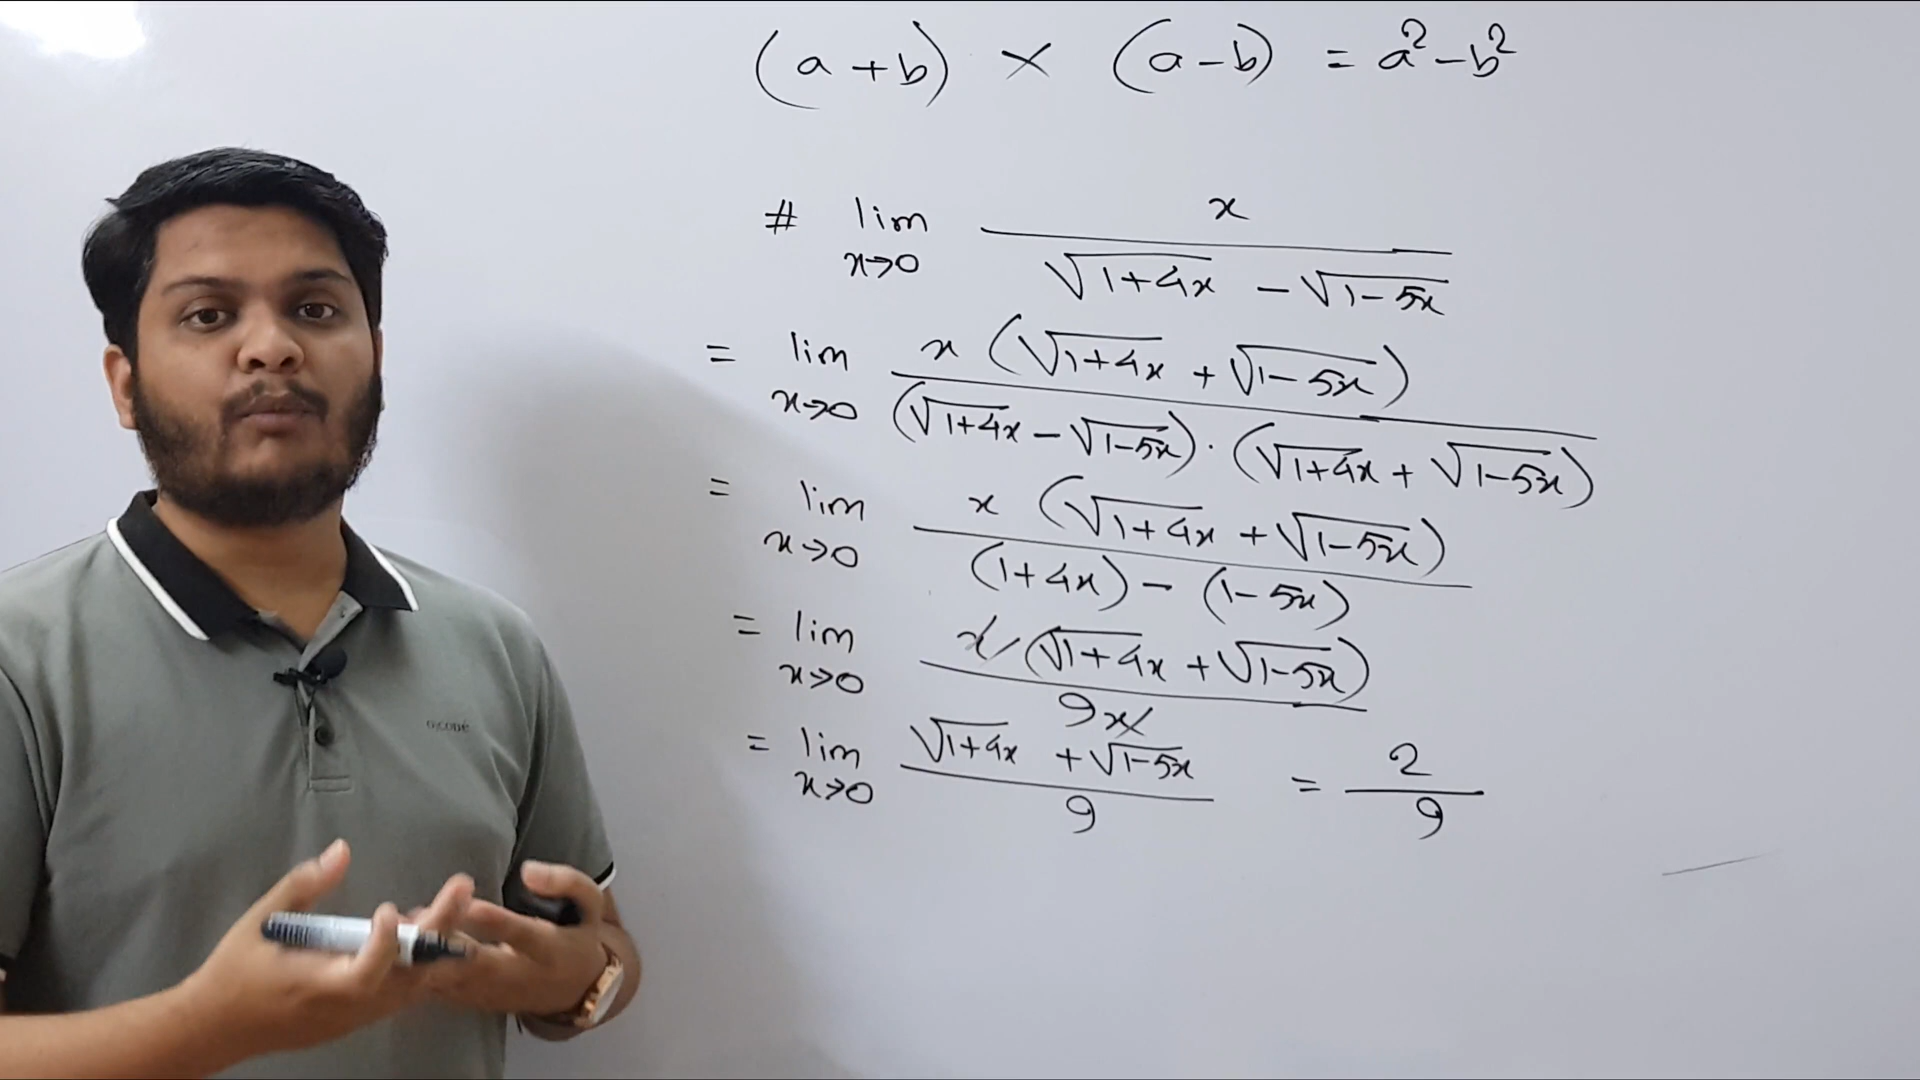 (a+b) × (a-b) = a²-b²
# lim x→0 x / √1+4x - √1-5x
= lim x→0 x (√1+4x + √1-5x) / (√1+4x - √1-5x) · (√1+4x + √1-5x)
= lim x→0 x (√1+4x + √1-5x) / (1+4x) - (1-5x)
= lim x→0 x (√1+4x + √1-5x) / 9x
= lim x→0 √1+4x + √1-5x / 9 = 2/9